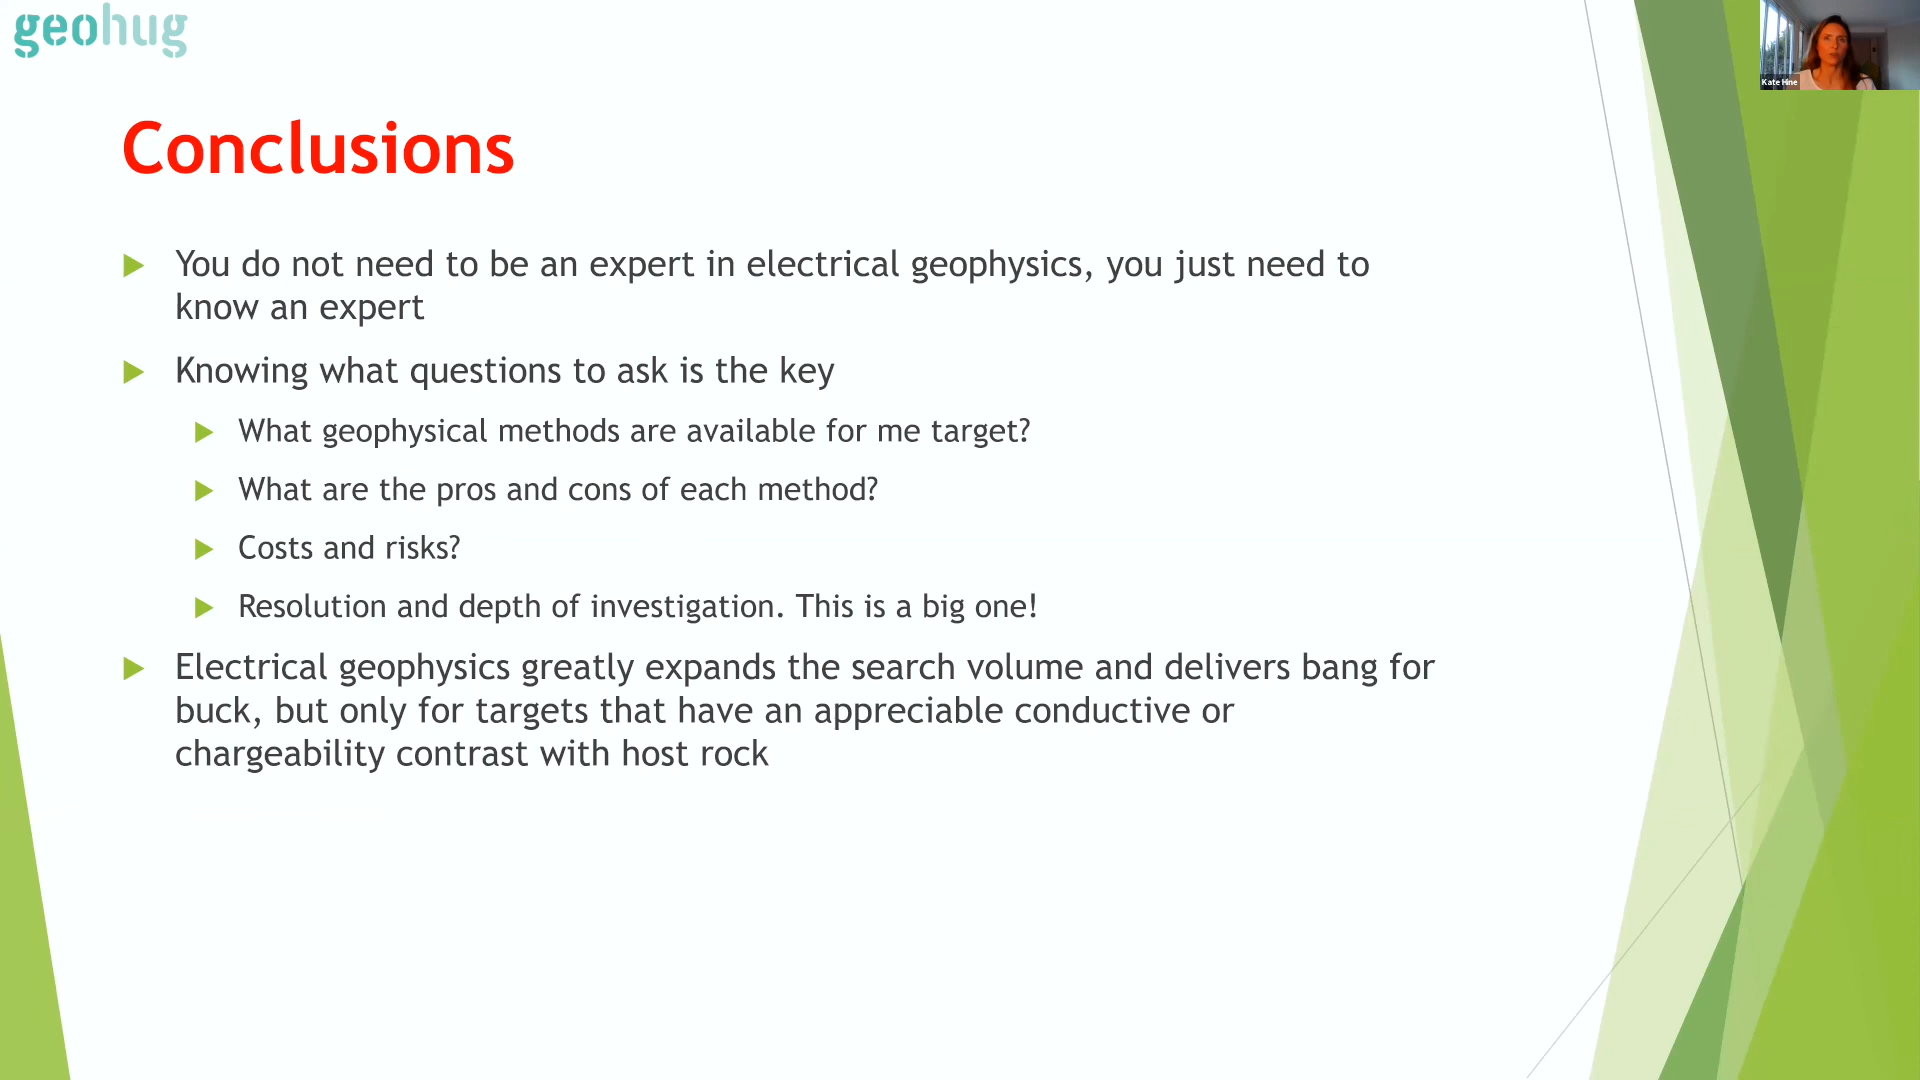 geohug
Kate Hine
Conclusions
You do not need to be an expert in electrical geophysics, you just need to
know an expert
Knowing what questions to ask is the key
What geophysical methods are available for me target?
What are the pros and cons of each method?
Costs and risks?
Resolution and depth of investigation. This is a big one!
Electrical geophysics greatly expands the search volume and delivers bang for
buck, but only for targets that have an appreciable conductive or
chargeability contrast with host rock